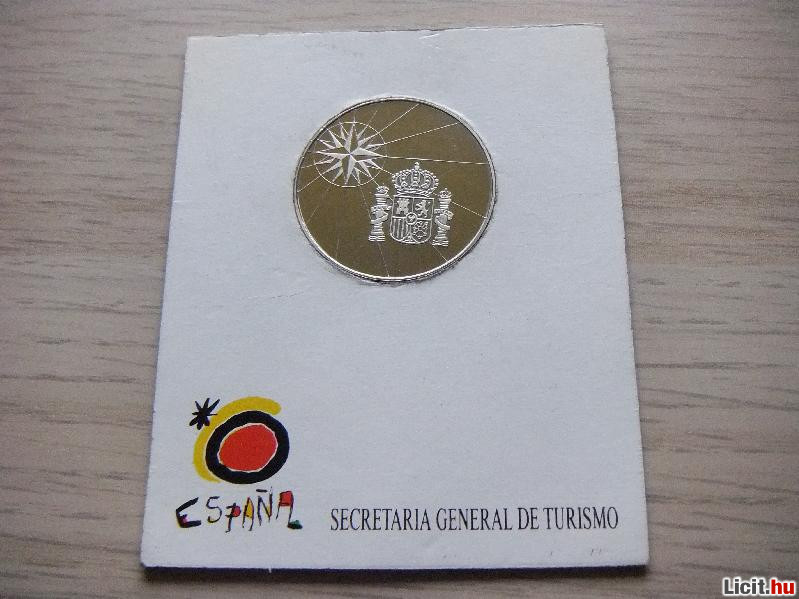 ESPAÑA
SECRETARIA GENERAL DE TURISMO
Licit.hu